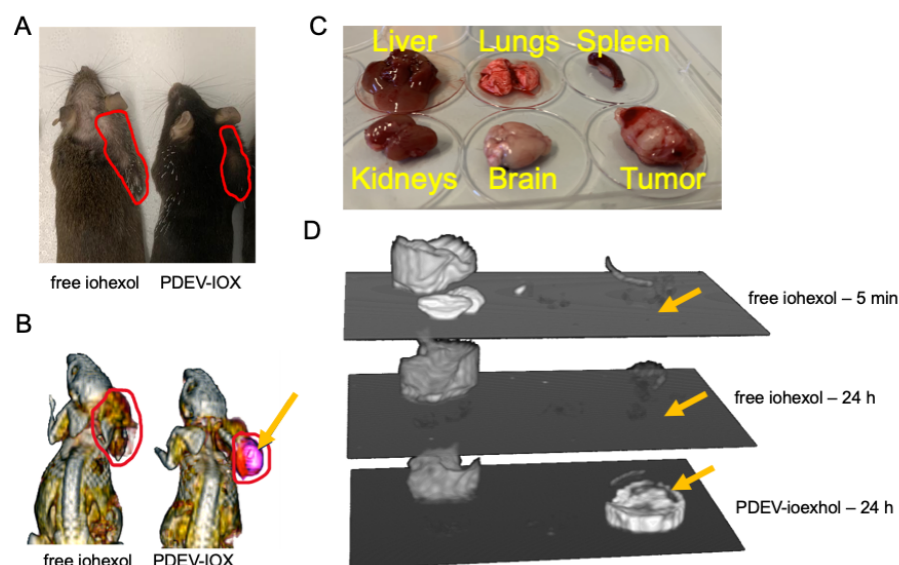 A
free iohexol PDEV-IOX
B
free iohexol PDEV-IOX
C
Liver Lungs Spleen
Kidneys Brain Tumor
D
free iohexol – 5 min
free iohexol – 24 h
PDEV-ioexhol – 24 h